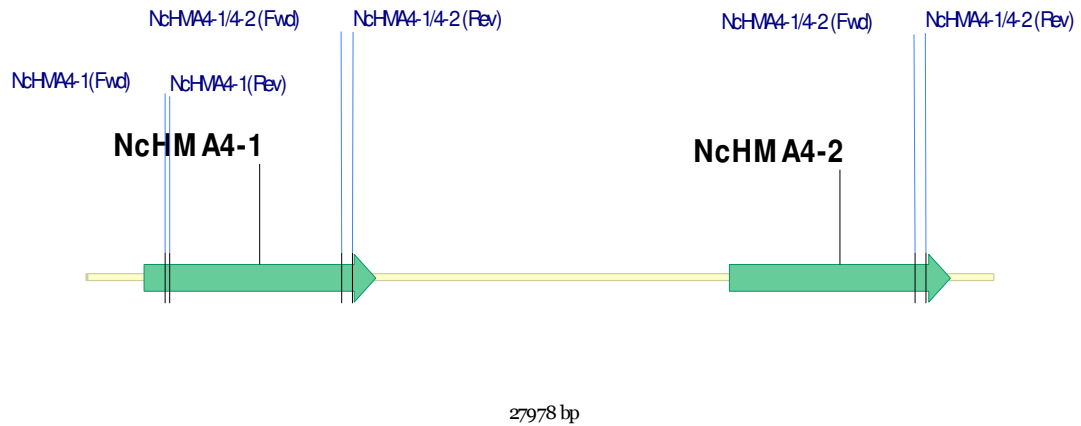 NcHMA4-1/4-2 (Fwd) NcHMA4-1/4-2 (Rev) NcHMA4-1/4-2 (Fwd) NcHMA4-1/4-2 (Rev)
NcHMA4-1(Fwd) NcHMA4-1(Rev)
NcHMA4-1 NcHMA4-2
27978 bp